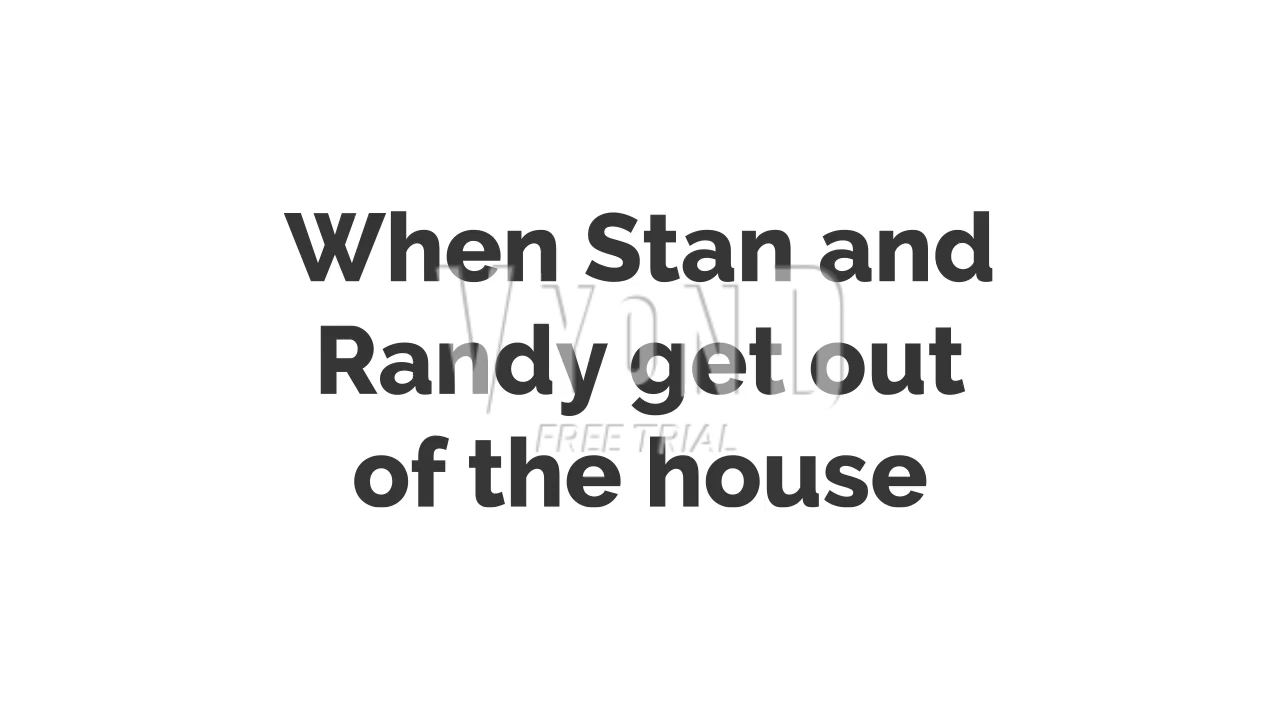 When Stan and
Randy get out
of the house
VYOND
FREE TRIAL